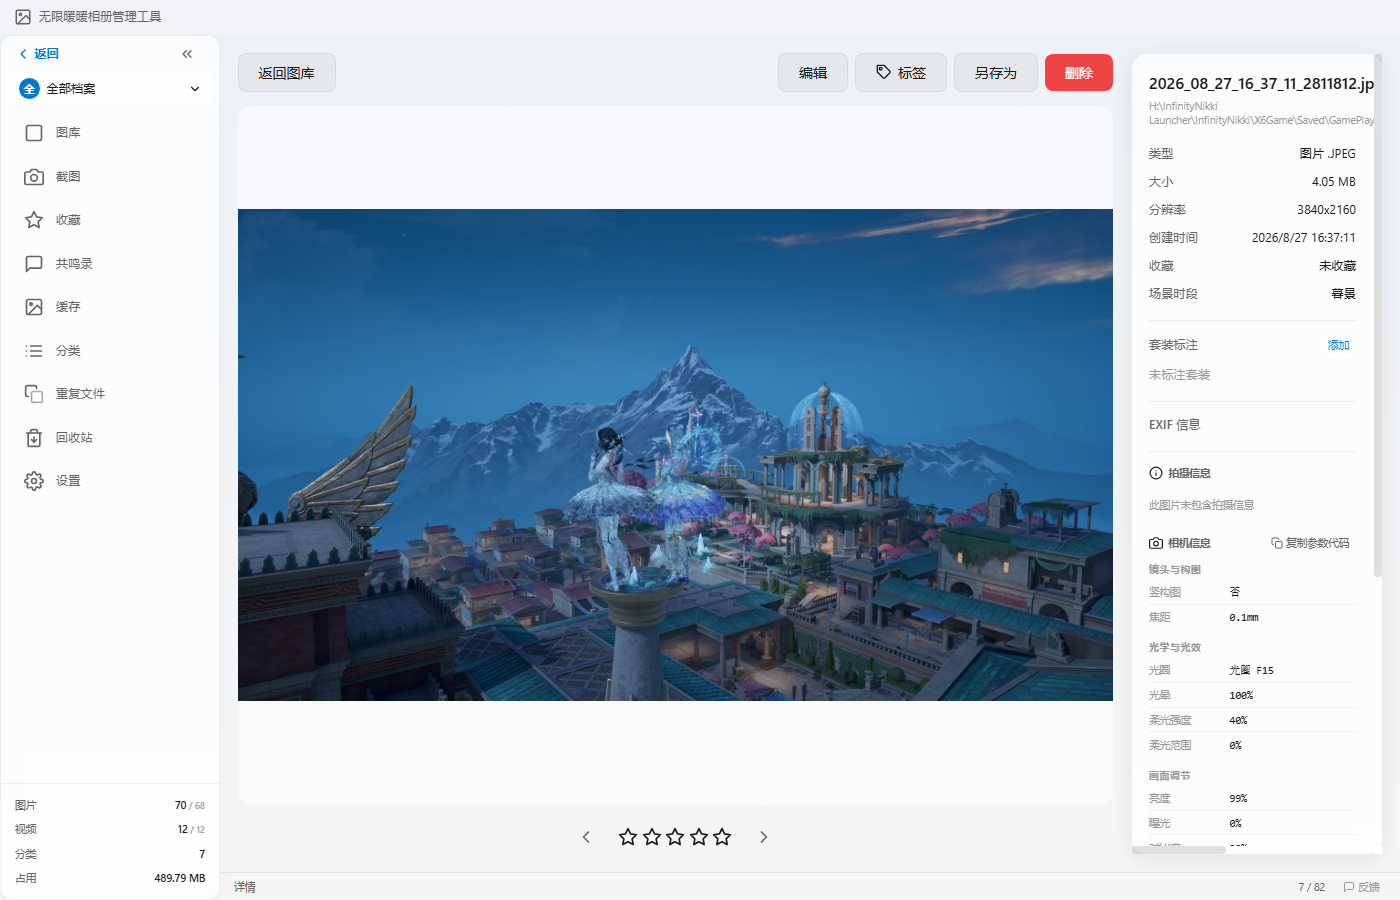 无限暖暖相册管理工具
返回
全 全部档案
图库
截图
收藏
共鸣录
缓存
分类
重复文件
回收站
设置
图片 70 / 68
视频 12 / 12
分类 7
占用 489.79 MB
返回图库
编辑
标签
另存为
删除
详情
7 / 82
反馈
2026_08_27_16_37_11_2811812.jp
H:\InfinityNikki
Launcher\InfinityNikki\X6Game\Saved\GamePlay
类型 图片 .JPEG
大小 4.05 MB
分辨率 3840x2160
创建时间 2026/8/27 16:37:11
收藏 未收藏
场景时段 暮景
套装标注 添加
未标注套装
EXIF 信息
拍摄信息
此图片未包含拍摄信息
相机信息 复制参数代码
镜头与构图
竖构图 否
焦距 0.1mm
光学与光效
光圈 光圈 F15
光晕 100%
柔光强度 40%
柔光范围 0%
画面调节
亮度 99%
曝光 0%